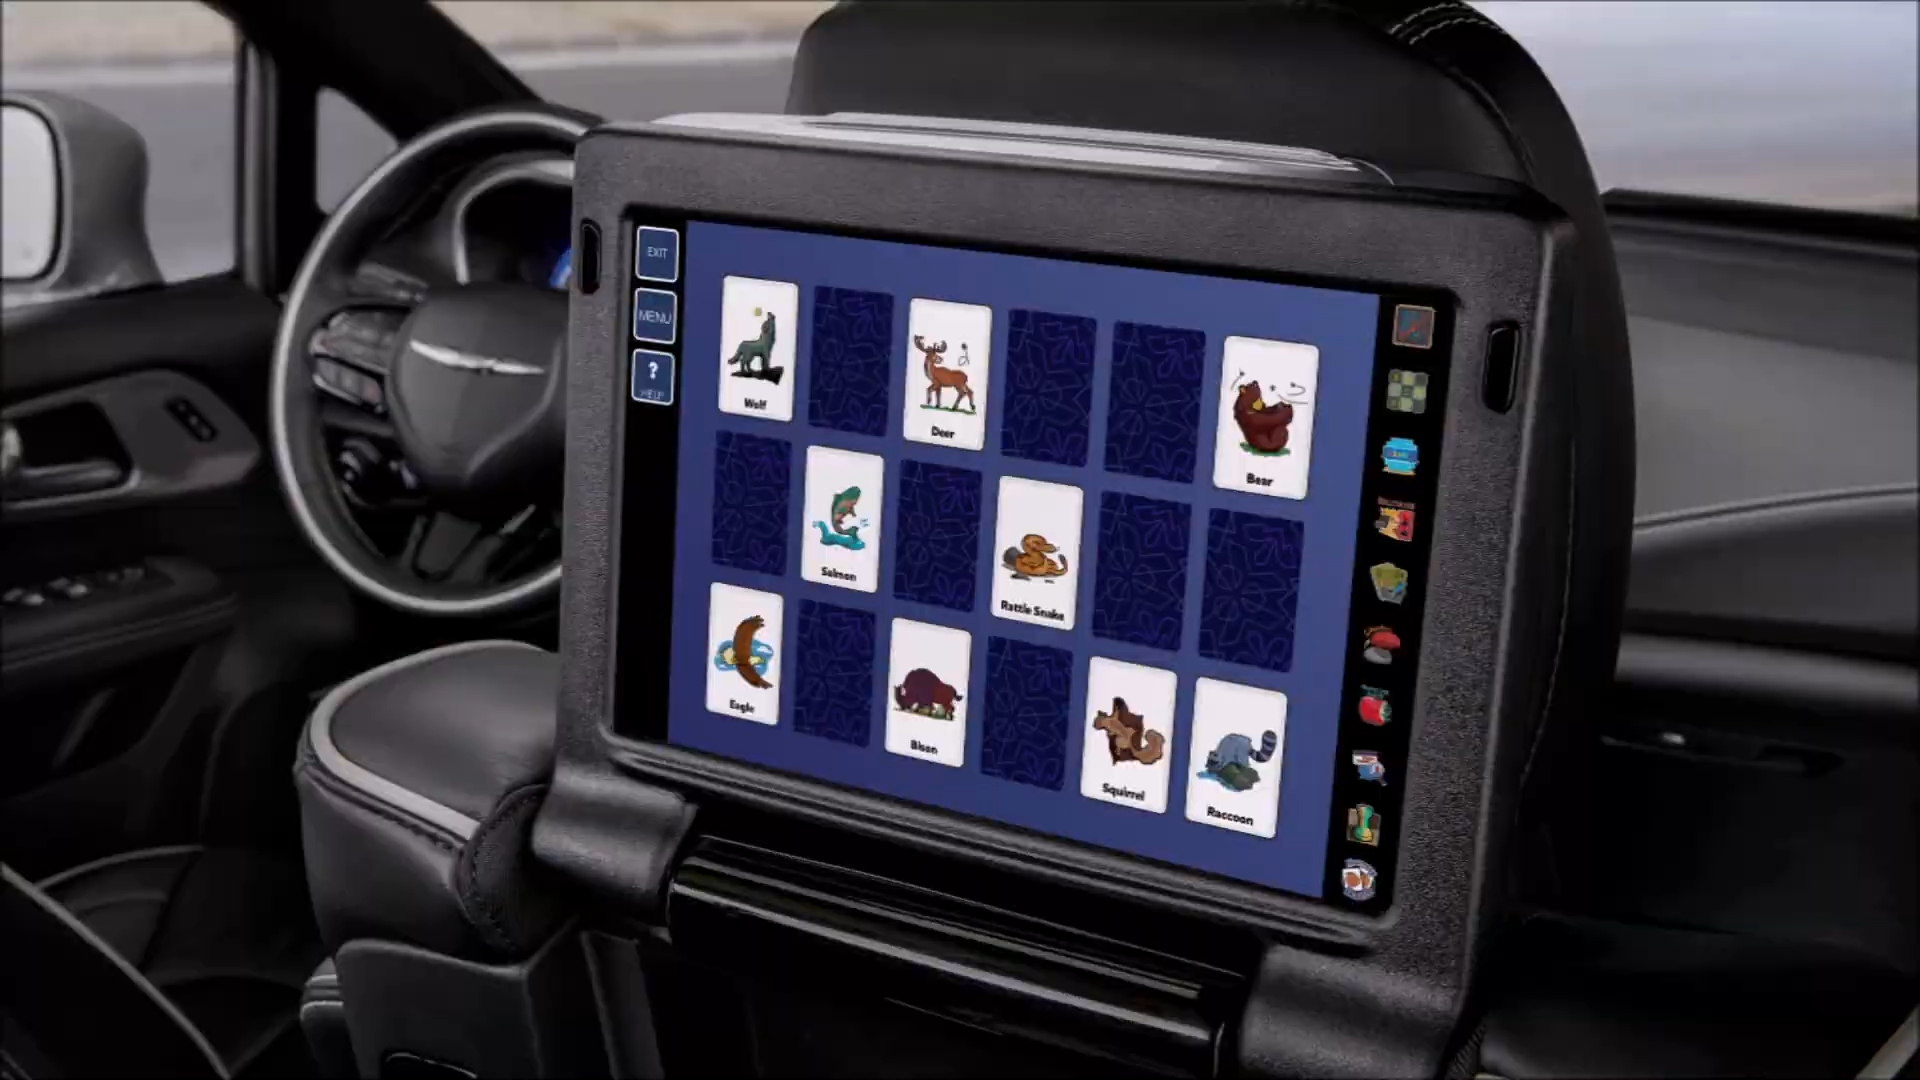 EXIT
MENU
?
HELP
Wolf
Deer
Bear
Salmon
Rattle Snake
Eagle
Bison
Squirrel
Raccoon